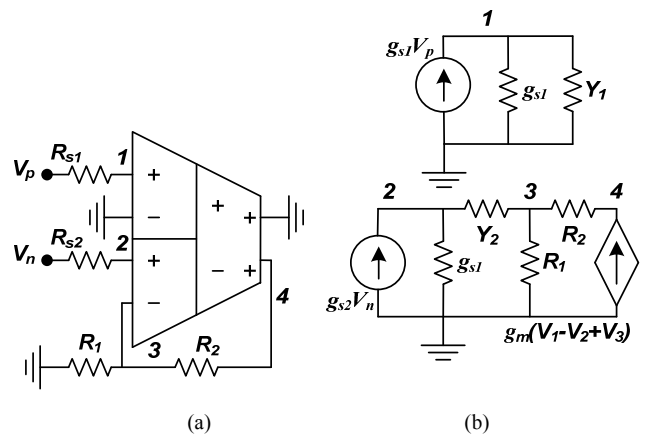 V_p R_s1 1 + −
V_n R_s2 2 + −
+ + − +
4
R_1 3 R_2
(a)
1
g_s1V_p g_s1 Y_1
2 3 4
Y_2 R_2
g_s2V_n g_s1 R_1
g_m(V_1-V_2+V_3)
(b)